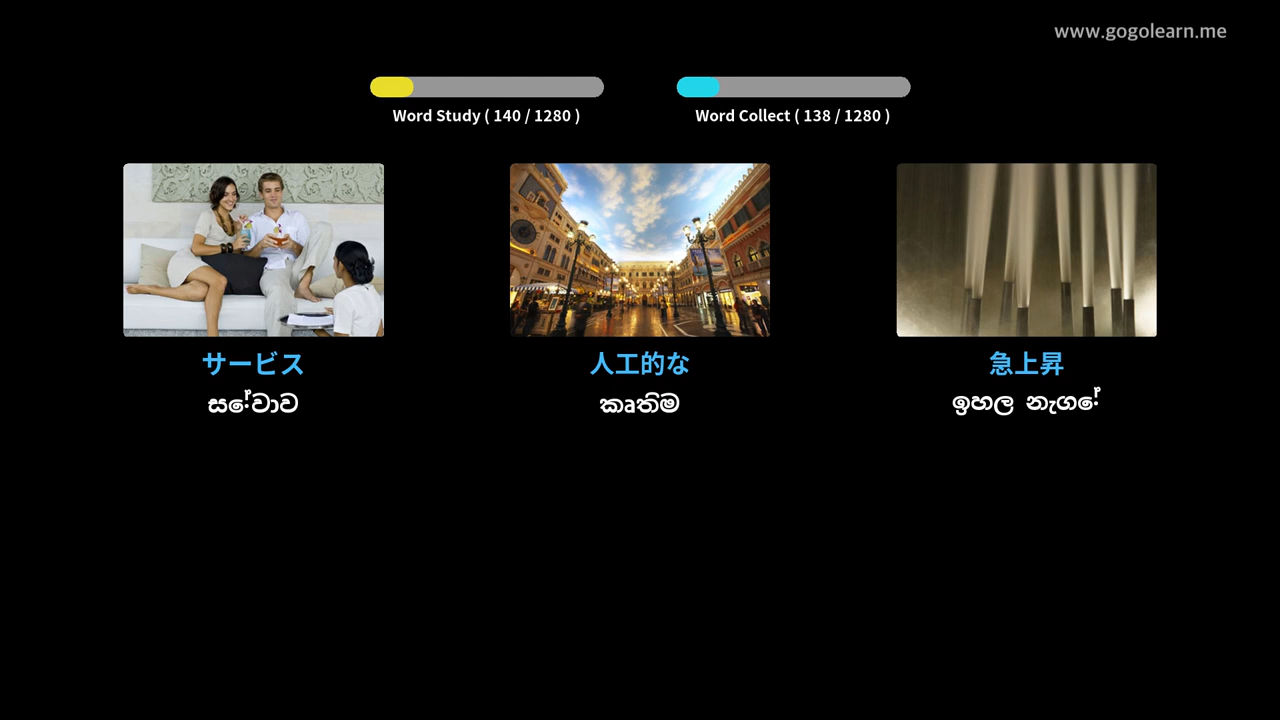 www.gogolearn.me
Word Study ( 140 / 1280 )
Word Collect ( 138 / 1280 )
サービス
人工的な
急上昇
සේවාව
කෘතිම
ඉහල නැගේ